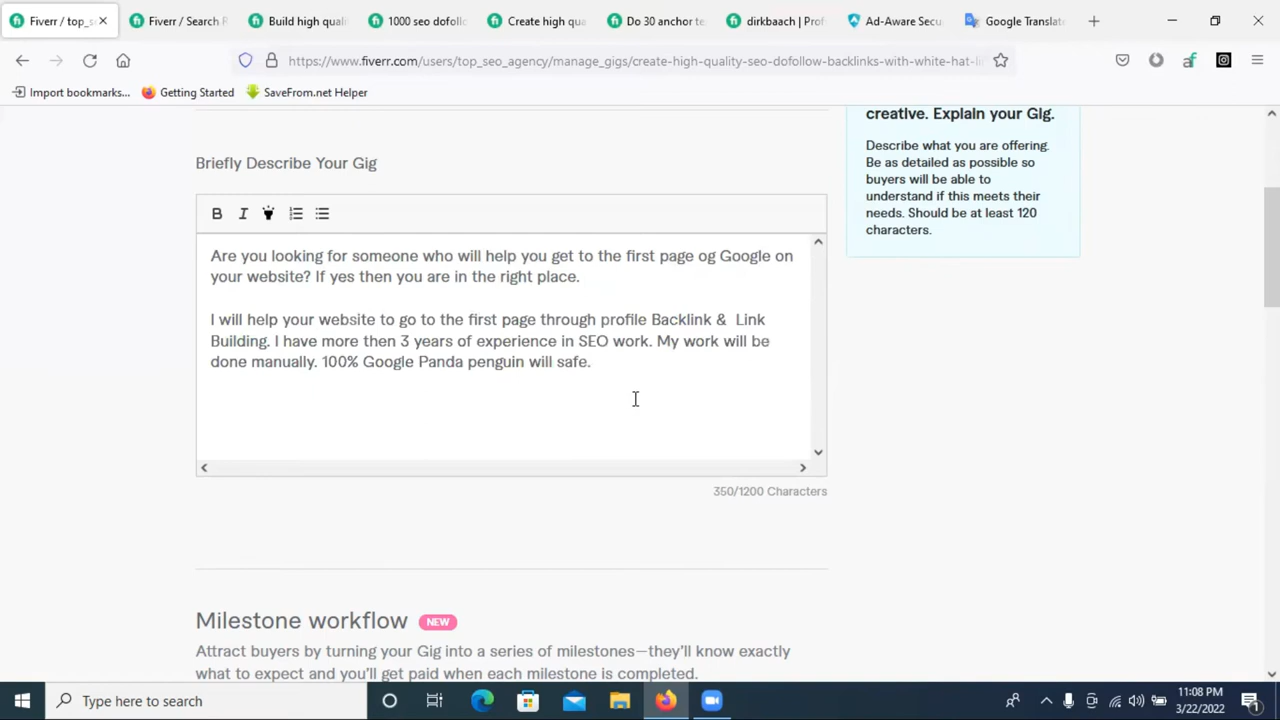 Fiverr / top_s
Fiverr / Search R
Build high quali
1000 seo dofollo
Create high qua
Do 30 anchor te
dirkbaach | Prof
Ad-Aware Secu
Google Translat
https://www.fiverr.com/users/top_seo_agency/manage_gigs/create-high-quality-seo-dofollow-backlinks-with-white-hat-li
Import bookmarks...
Getting Started
SaveFrom.net Helper
creative. Explain your Gig.
Describe what you are offering.
Be as detailed as possible so
buyers will be able to
understand if this meets their
needs. Should be at least 120
characters.
Briefly Describe Your Gig
B I
Are you looking for someone who will help you get to the first page og Google on
your website? If yes then you are in the right place.
I will help your website to go to the first page through profile Backlink &  Link
Building. I have more then 3 years of experience in SEO work. My work will be
done manually. 100% Google Panda penguin will safe.
350/1200 Characters
Milestone workflow NEW
Attract buyers by turning your Gig into a series of milestones—they'll know exactly
what to expect and you'll get paid when each milestone is completed.
Type here to search
11:08 PM
3/22/2022
1